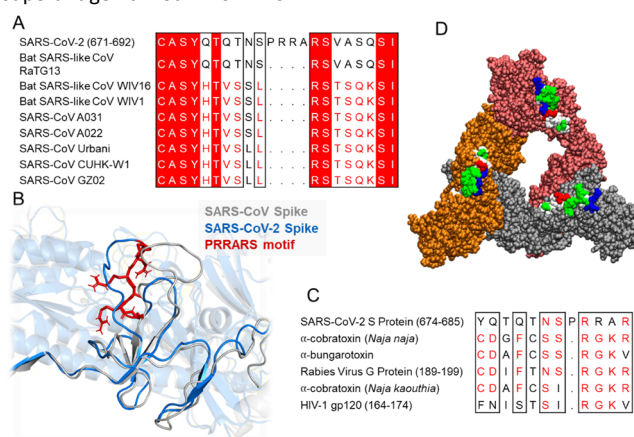 A
SARS-CoV-2 (671-692) C A S Y Q T Q T N S P R R A R S V A S Q S I
Bat SARS-like CoV RaTG13 C A S Y Q T Q T N S . . . . R S V A S Q S I
Bat SARS-like CoV WIV16 C A S Y H T V S S L . . . . R S T S Q K S I
Bat SARS-like CoV WIV1 C A S Y H T V S S L . . . . R S T S Q K S I
SARS-CoV A031 C A S Y H T V S S L . . . . R S T S Q K S I
SARS-CoV A022 C A S Y H T V S S L . . . . R S T S Q K S I
SARS-CoV Urbani C A S Y H T V S L L . . . . R S T S Q K S I
SARS-CoV CUHK-W1 C A S Y H T V S L L . . . . R S T S Q K S I
SARS-CoV GZ02 C A S Y H T V S L L . . . . R S T S Q K S I
D
B
SARS-CoV Spike
SARS-CoV-2 Spike
PRRARS motif
C
SARS-CoV-2 S Protein (674-685) Y Q T Q T N S P R R A R
α-cobratoxin (Naja naja) C D G F C S S . R G K R
α-bungarotoxin C D A F C S S . R G K V
Rabies Virus G Protein (189-199) C D I F T N S . R G K R
α-cobratoxin (Naja kaouthia) C D A F C S I . R G K R
HIV-1 gp120 (164-174) F N I S T S I . R G K V